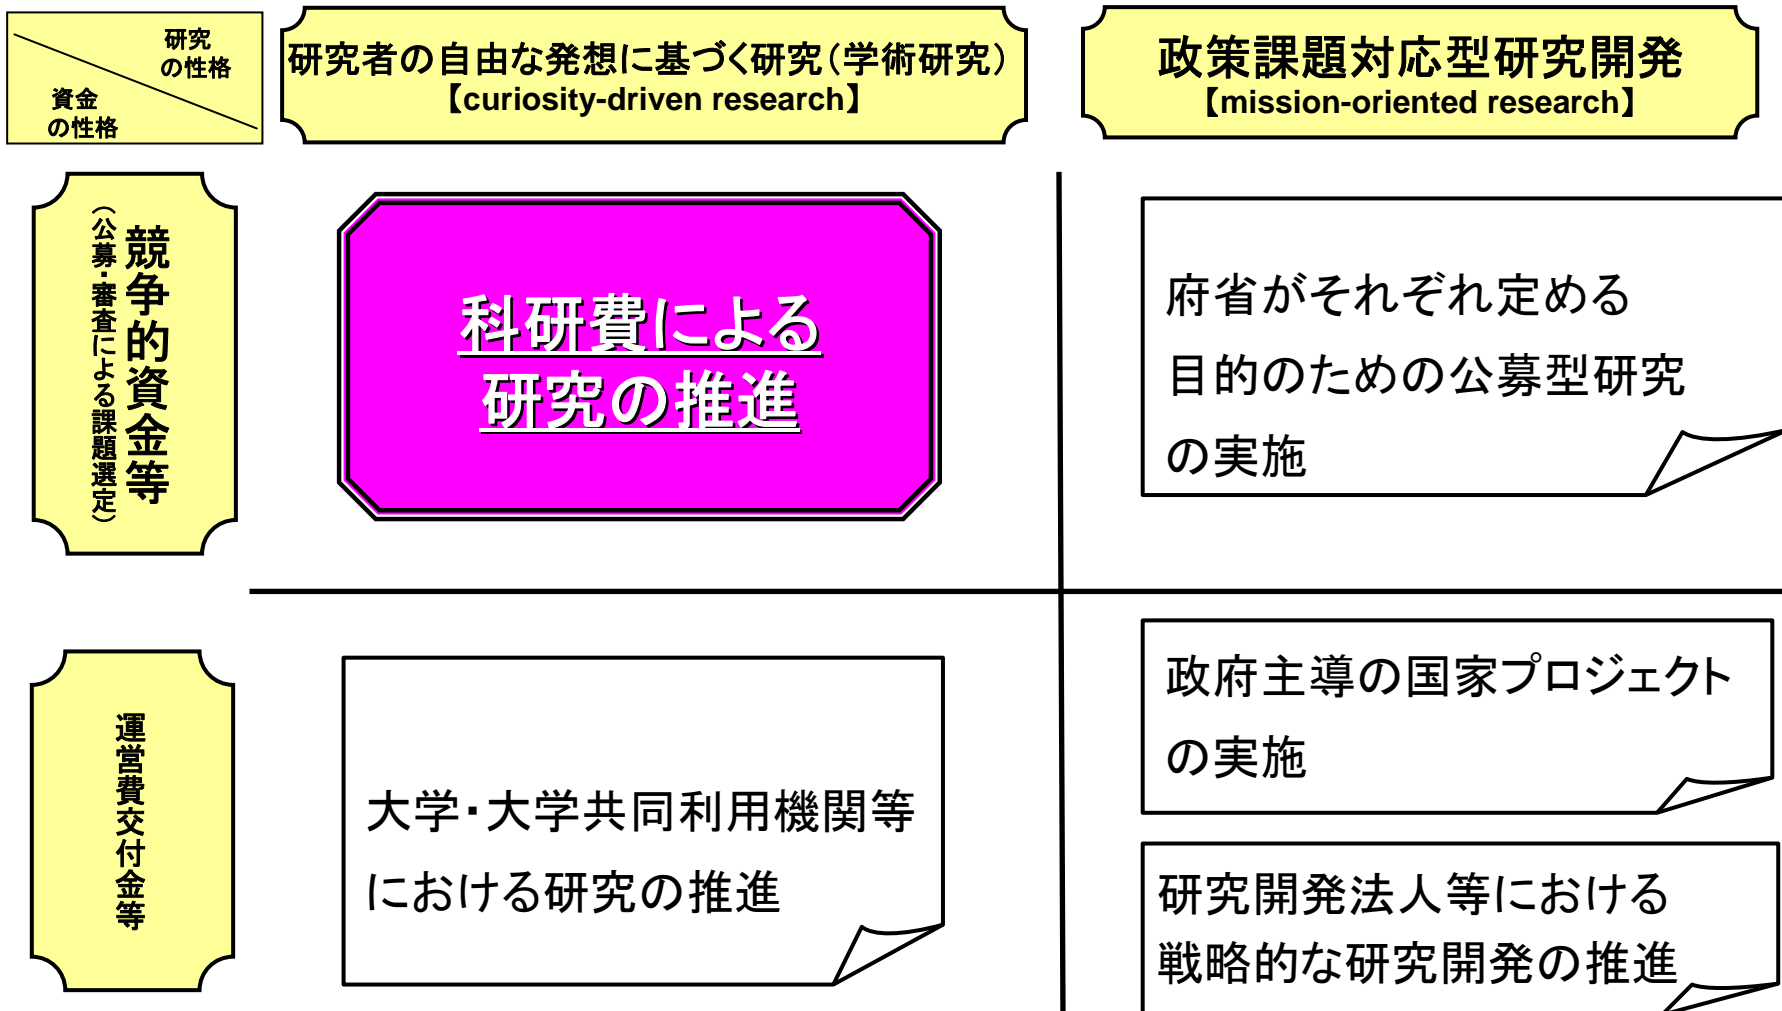 研究
の性格
資金
の性格
研究者の自由な発想に基づく研究（学術研究）
【curiosity-driven research】
政策課題対応型研究開発
【mission-oriented research】
競争的資金等
（公募・審査による課題選定）
科研費による
研究の推進
府省がそれぞれ定める
目的のための公募型研究
の実施
運営費交付金等
大学・大学共同利用機関等
における研究の推進
政府主導の国家プロジェクト
の実施
研究開発法人等における
戦略的な研究開発の推進